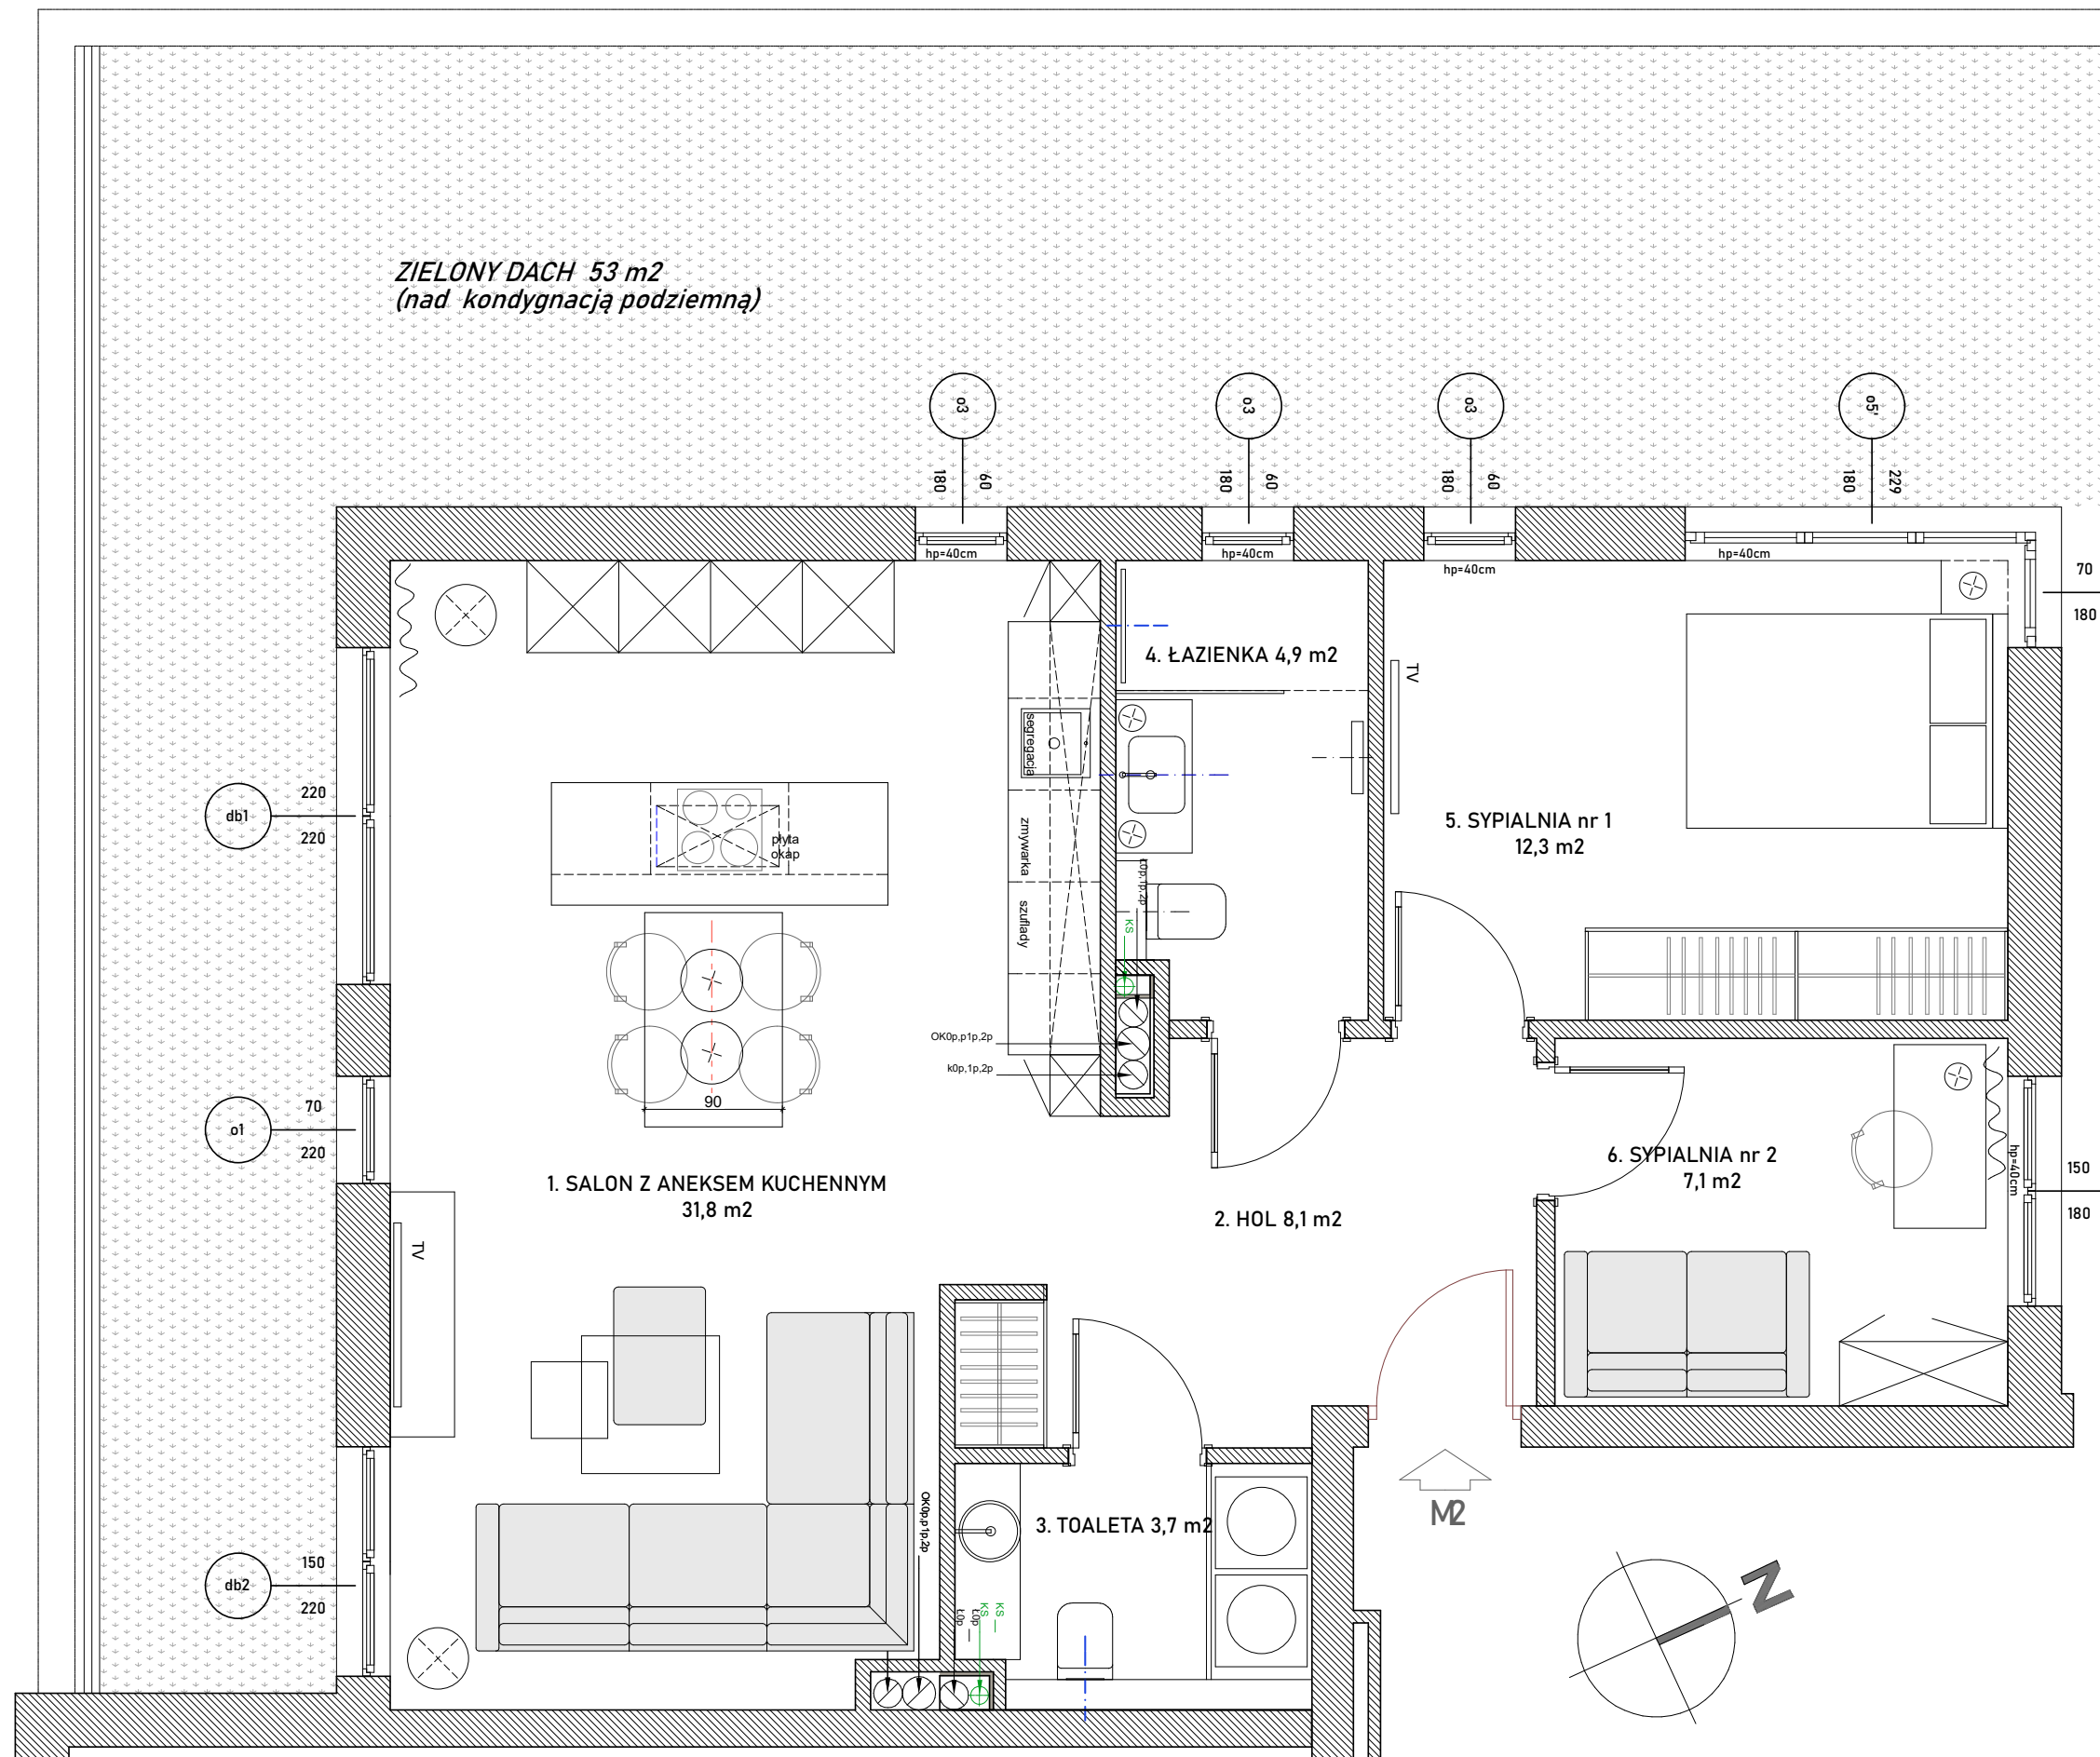 ZIELONY DACH 53 m2
(nad kondygnacją podziemną)
o3
o3
o3
o5'
180
60
180
60
180
60
180
229
hp=40cm
hp=40cm
hp=40cm
hp=40cm
70
180
4. ŁAZIENKA 4,9 m2
TV
segregacja
db1
220
220
płyta
okap
zmywarka
5. SYPIALNIA nr 1
12,3 m2
szuflady
Ł0p,1p,2p
KS
OK0p,p1p,2p
k0p,1p,2p
90
o1
70
220
1. SALON Z ANEKSEM KUCHENNYM
31,8 m2
2. HOL 8,1 m2
6. SYPIALNIA nr 2
7,1 m2
hp=40cm
150
180
TV
OK0p,p1p,2p
3. TOALETA 3,7 m2
M2
N
db2
150
220
Ł0p
Ł0p
KS
KS